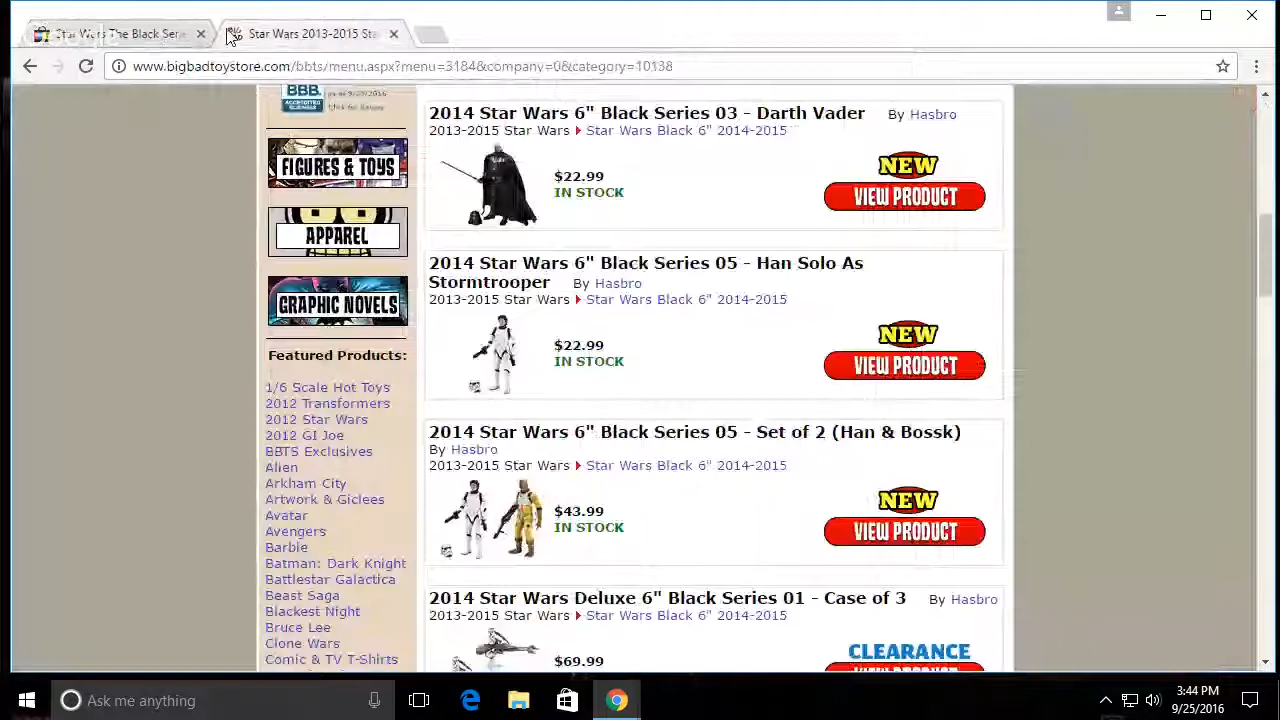 Star Wars The Black Serie
Star Wars 2013-2015 Sta
www.bigbadtoystore.com/bbts/menu.aspx?menu=3184&company=0&category=10138
BBB
ACCREDITED
BUSINESS
as of 9/25/2016
Click for Review
FIGURES & TOYS
APPAREL
GRAPHIC NOVELS
Featured Products:
1/6 Scale Hot Toys
2012 Transformers
2012 Star Wars
2012 GI Joe
BBTS Exclusives
Alien
Arkham City
Artwork & Giclees
Avatar
Avengers
Barbie
Batman: Dark Knight
Battlestar Galactica
Beast Saga
Blackest Night
Bruce Lee
Clone Wars
Comic & TV T-Shirts
2014 Star Wars 6" Black Series 03 - Darth Vader By Hasbro
2013-2015 Star Wars Star Wars Black 6" 2014-2015
$22.99
IN STOCK
NEW
VIEW PRODUCT
2014 Star Wars 6" Black Series 05 - Han Solo As
Stormtrooper By Hasbro
2013-2015 Star Wars Star Wars Black 6" 2014-2015
$22.99
IN STOCK
NEW
VIEW PRODUCT
2014 Star Wars 6" Black Series 05 - Set of 2 (Han & Bossk)
By Hasbro
2013-2015 Star Wars Star Wars Black 6" 2014-2015
$43.99
IN STOCK
NEW
VIEW PRODUCT
2014 Star Wars Deluxe 6" Black Series 01 - Case of 3 By Hasbro
2013-2015 Star Wars Star Wars Black 6" 2014-2015
$69.99
CLEARANCE
Ask me anything
3:44 PM
9/25/2016